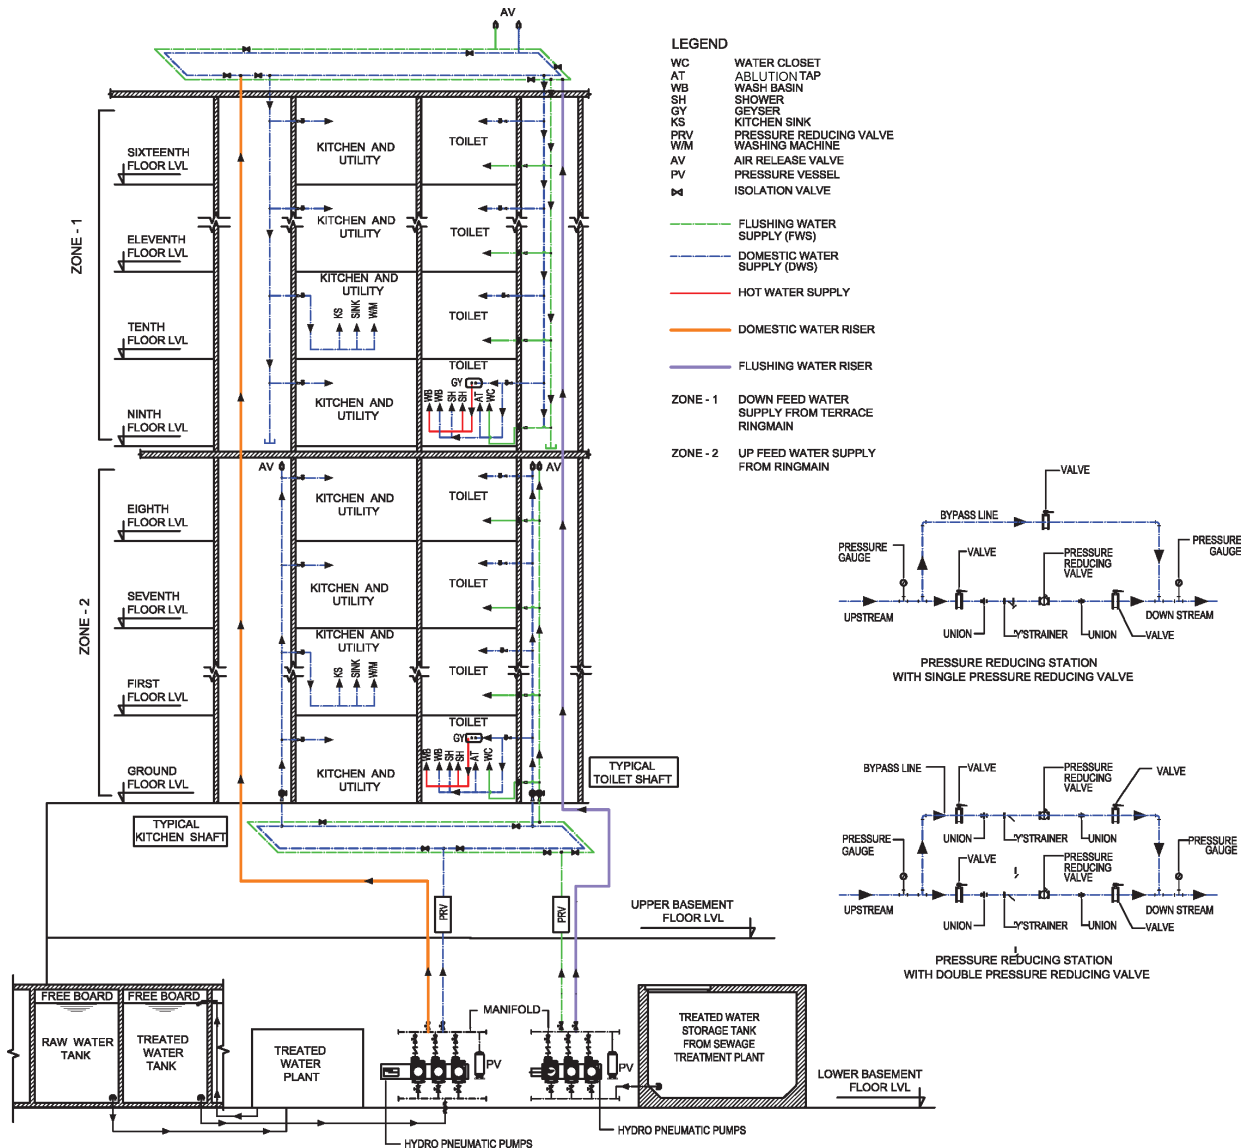 AV
LEGEND
WC WATER CLOSET
AT ABLUTION TAP
WB WASH BASIN
SH SHOWER
GY GEYSER
KS KITCHEN SINK
PRV PRESSURE REDUCING VALVE
W/M WASHING MACHINE
AV AIR RELEASE VALVE
PV PRESSURE VESSEL
ISOLATION VALVE
FLUSHING WATER
SUPPLY (FWS)
DOMESTIC WATER
SUPPLY (DWS)
HOT WATER SUPPLY
DOMESTIC WATER RISER
FLUSHING WATER RISER
ZONE - 1 DOWN FEED WATER
SUPPLY FROM TERRACE
RINGMAIN
ZONE - 2 UP FEED WATER SUPPLY
FROM RINGMAIN
ZONE - 1
SIXTEENTH
FLOOR LVL
KITCHEN AND
UTILITY
TOILET
ELEVENTH
FLOOR LVL
KITCHEN AND
UTILITY
TOILET
TENTH
FLOOR LVL
KITCHEN AND
UTILITY
KS
SINK
W/M
TOILET
NINTH
FLOOR LVL
KITCHEN AND
UTILITY
TOILET
GY
WB
WB
SH
SH
AT
WC
AV
AV
ZONE - 2
EIGHTH
FLOOR LVL
KITCHEN AND
UTILITY
TOILET
SEVENTH
FLOOR LVL
KITCHEN AND
UTILITY
TOILET
FIRST
FLOOR LVL
KITCHEN AND
UTILITY
KS
SINK
W/M
TOILET
GROUND
FLOOR LVL
KITCHEN AND
UTILITY
TOILET
GY
WB
WB
SH
SH
AT
WC
TYPICAL
TOILET SHAFT
TYPICAL
KITCHEN SHAFT
PRV
PRV
UPPER BASEMENT
FLOOR LVL
FREE BOARD
FREE BOARD
RAW WATER
TANK
TREATED
WATER
TANK
TREATED
WATER
PLANT
MANIFOLD
PV
PV
TREATED WATER
STORAGE TANK
FROM SEWAGE
TREATMENT PLANT
LOWER BASEMENT
FLOOR LVL
HYDRO PNEUMATIC PUMPS
HYDRO PNEUMATIC PUMPS
VALVE
BYPASS LINE
PRESSURE
GAUGE
VALVE
PRESSURE
REDUCING
VALVE
PRESSURE
GAUGE
UPSTREAM
UNION
'Y'STRAINER
UNION
VALVE
DOWN STREAM
PRESSURE REDUCING STATION
WITH SINGLE PRESSURE REDUCING VALVE
BYPASS LINE
VALVE
PRESSURE
REDUCING
VALVE
VALVE
PRESSURE
GAUGE
UNION
'Y'STRAINER
UNION
PRESSURE
GAUGE
VALVE
PRESSURE
REDUCING
VALVE
UPSTREAM
UNION
'Y'STRAINER
UNION
VALVE
DOWN STREAM
PRESSURE REDUCING STATION
WITH DOUBLE PRESSURE REDUCING VALVE